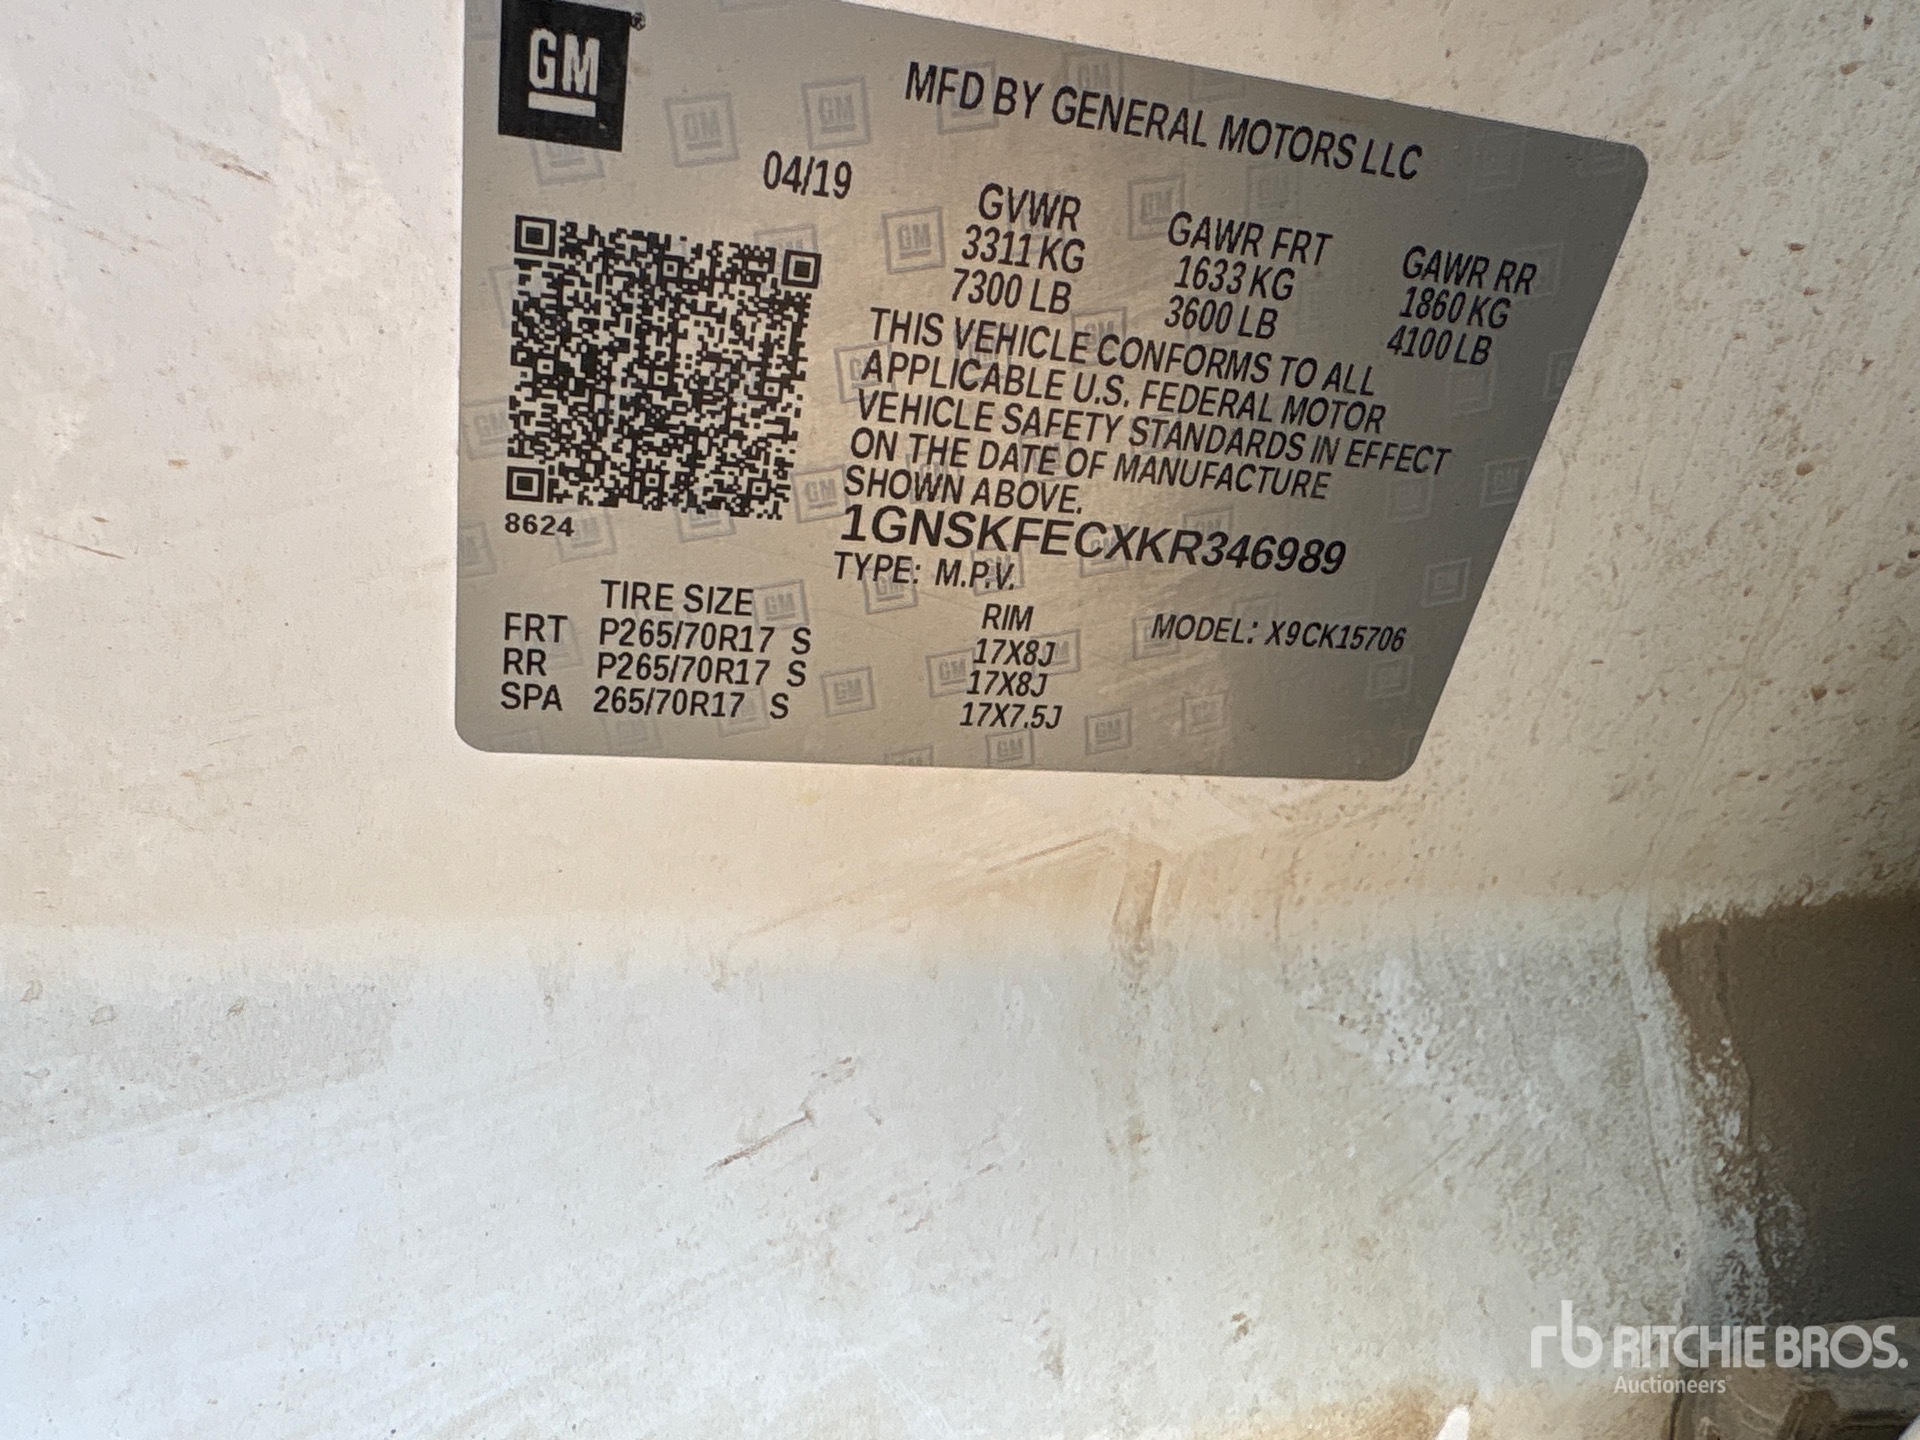 GM
MFD BY GENERAL MOTORS LLC
04/19
GVWR GAWR FRT GAWR RR
3311 KG 1633 KG 1860 KG
7300 LB 3600 LB 4100 LB
THIS VEHICLE CONFORMS TO ALL
APPLICABLE U.S. FEDERAL MOTOR
VEHICLE SAFETY STANDARDS IN EFFECT
ON THE DATE OF MANUFACTURE
SHOWN ABOVE.
8624
1GNSKFECXKR346989
TYPE: M.P.V.
TIRE SIZE RIM MODEL: X9CK15706
FRT P265/70R17 S 17X8J
RR P265/70R17 S 17X8J
SPA 265/70R17 S 17X7.5J
rb RITCHIE BROS.
Auctioneers